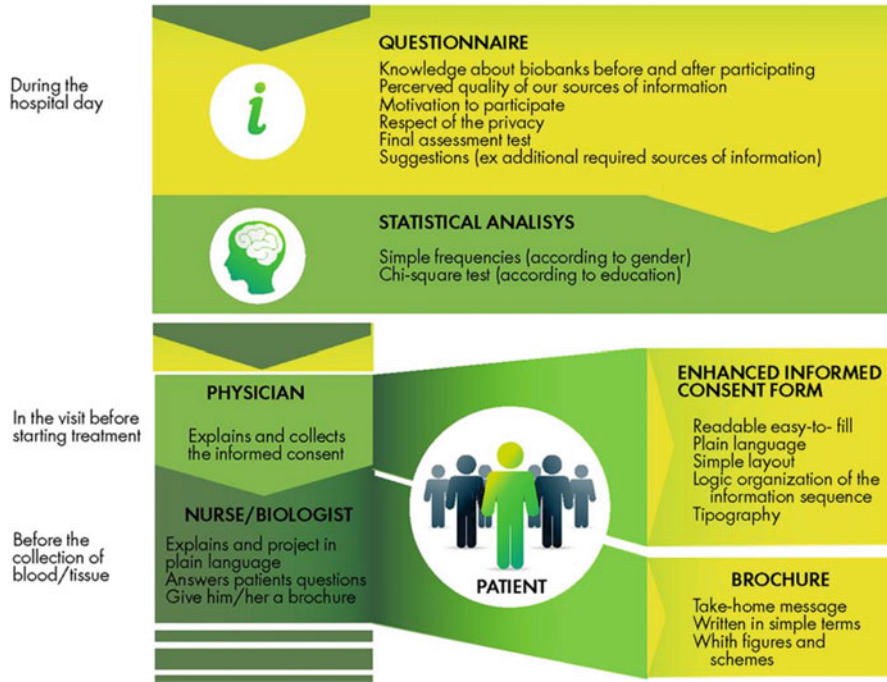 During the
hospital day
QUESTIONNAIRE
Knowledge about biobanks before and after participating
Perceved quality of our sources of information
Motivation to participate
Respect of the privacy
Final assessment test
Suggestions (ex additional required sources of information)
i
STATISTICAL ANALISYS
Simple frequencies (according to gender)
Chi-square test (according to education)
In the visit before
starting treatment
PHYSICIAN
Explains and collects
the informed consent
Before the
collection of
blood/tissue
NURSE/BIOLOGIST
Explains and project in
plain language
Answers patients questions
Give him/her a brochure
PATIENT
ENHANCED INFORMED
CONSENT FORM
Readable easy-to- fill
Plain language
Simple layout
Logic organization of the
information sequence
Tipography
BROCHURE
Take-home message
Written in simple terms
Whith figures and
schemes